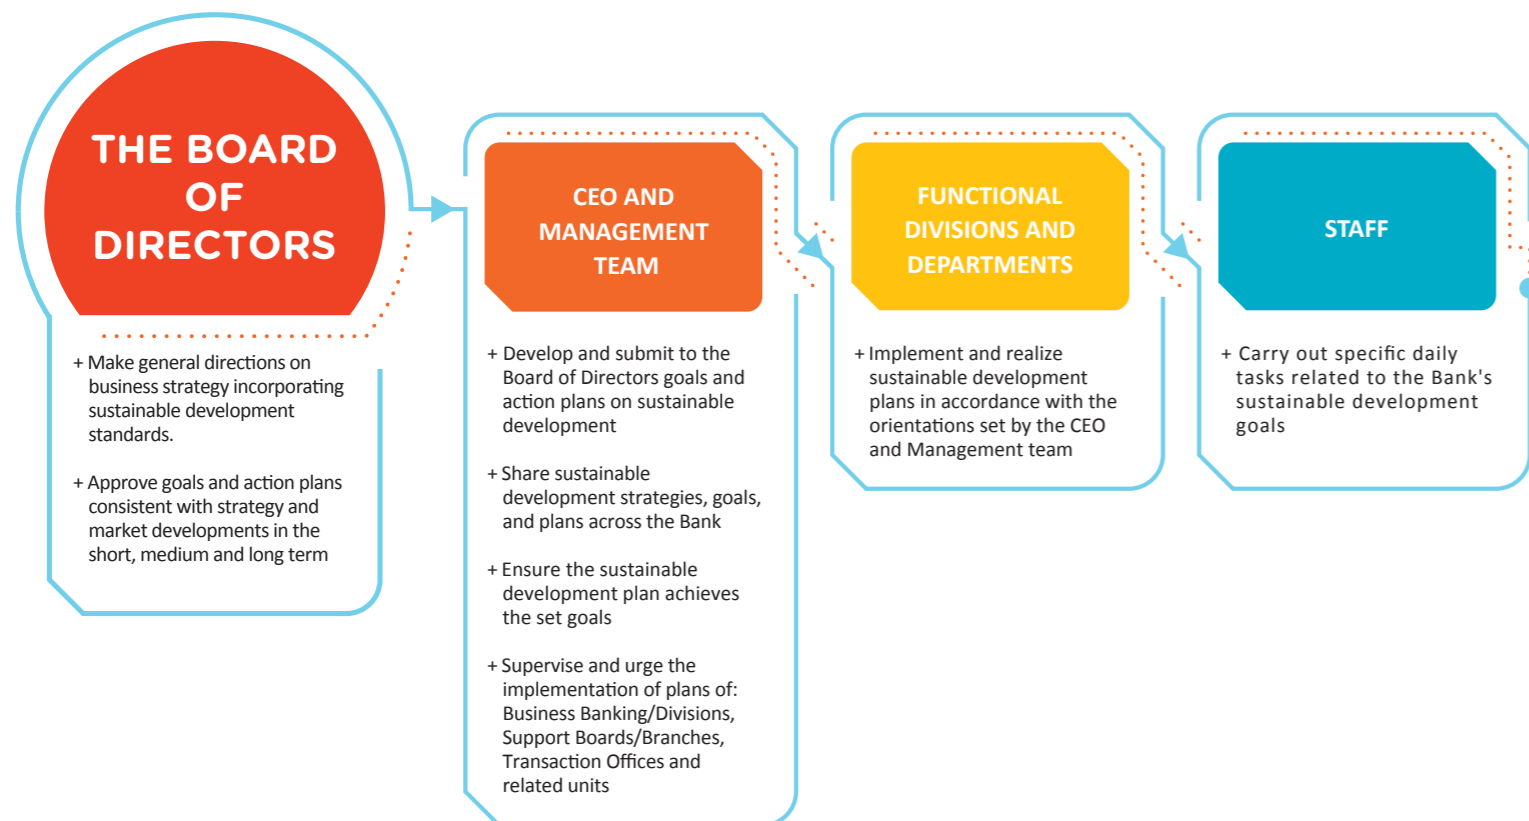 THE BOARD
OF
DIRECTORS
+ Make general directions on
business strategy incorporating
sustainable development
standards.
+ Approve goals and action plans
consistent with strategy and
market developments in the
short, medium and long term
CEO AND
MANAGEMENT
TEAM
+ Develop and submit to the
Board of Directors goals and
action plans on sustainable
development
+ Share sustainable
development strategies, goals,
and plans across the Bank
+ Ensure the sustainable
development plan achieves
the set goals
+ Supervise and urge the
implementation of plans of:
Business Banking/Divisions,
Support Boards/Branches,
Transaction Offices and
related units
FUNCTIONAL
DIVISIONS AND
DEPARTMENTS
+ Implement and realize
sustainable development
plans in accordance with the
orientations set by the CEO
and Management team
STAFF
+ Carry out specific daily
tasks related to the Bank's
sustainable development
goals